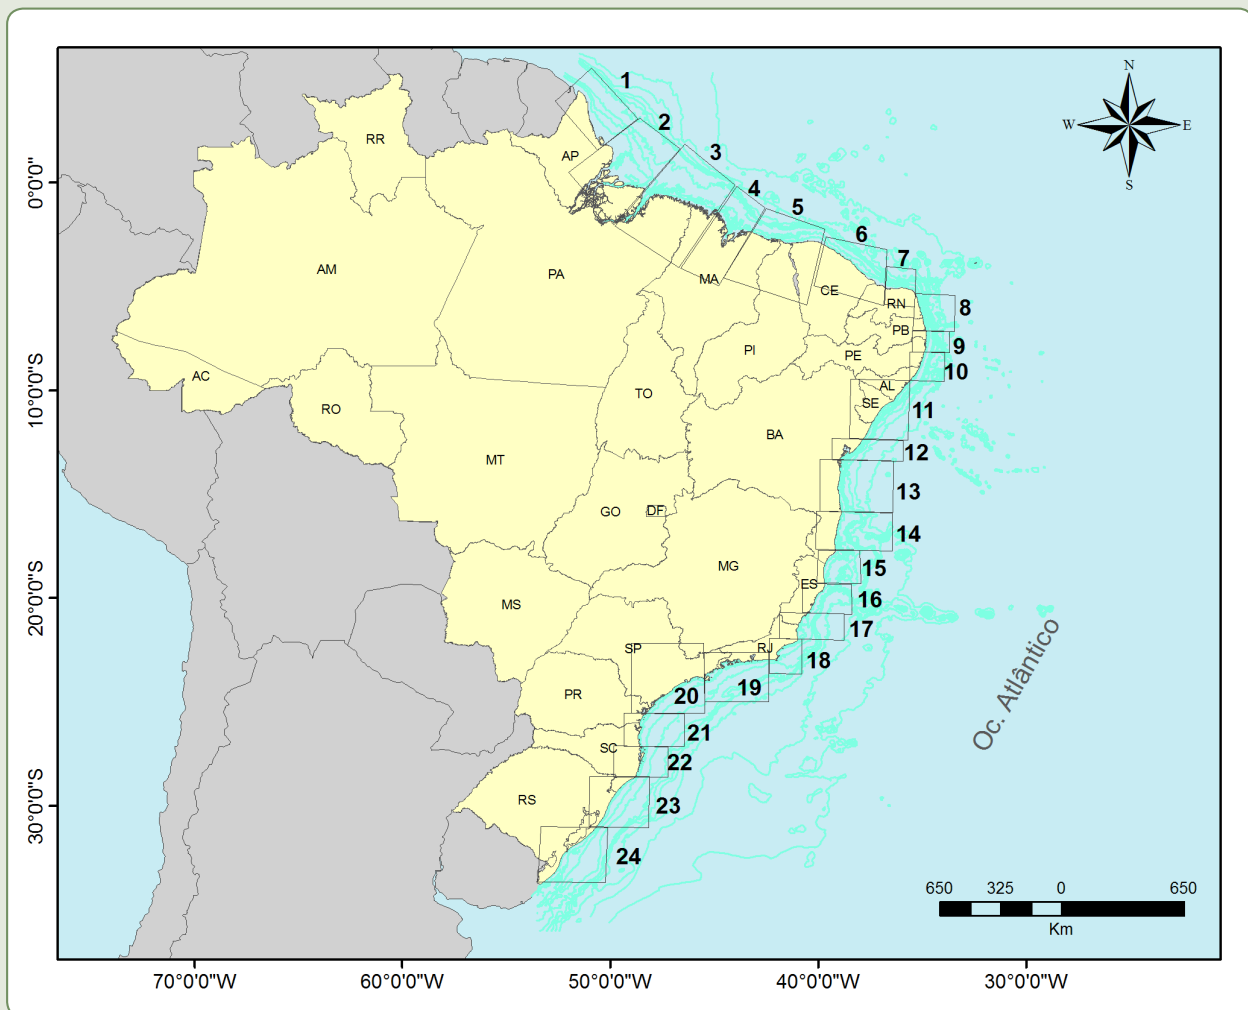 N
W E
S
1
2
3
4
5
6
7
8
9
10
11
12
13
14
15
16
17
18
19
20
21
22
23
24
RR
AP
AM
PA
MA
CE
RN
PB
PE
PI
AL
SE
AC
RO
TO
BA
MT
GO
DF
MG
ES
MS
SP
RJ
PR
SC
RS
Oc. Atlântico
0°0'0"
10°0'0"S
20°0'0"S
30°0'0"S
650 325 0 650
Km
70°0'0"W 60°0'0"W 50°0'0"W 40°0'0"W 30°0'0"W